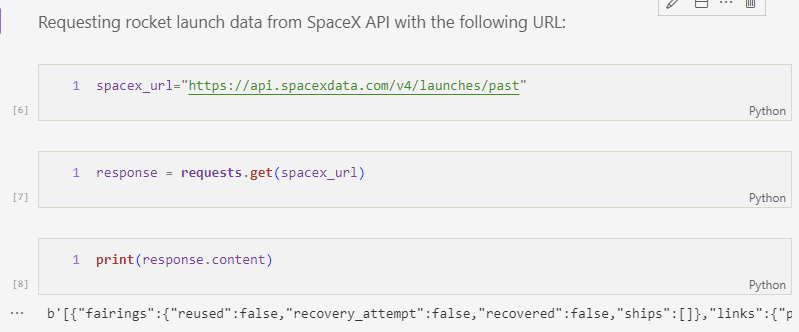 Requesting rocket launch data from SpaceX API with the following URL:
1 spacex_url="https://api.spacexdata.com/v4/launches/past"
[6]
Python
1 response = requests.get(spacex_url)
[7]
Python
1 print(response.content)
[8]
Python
... b'[{"fairings":{"reused":false,"recovery_attempt":false,"recovered":false,"ships":[]},"links":{"p